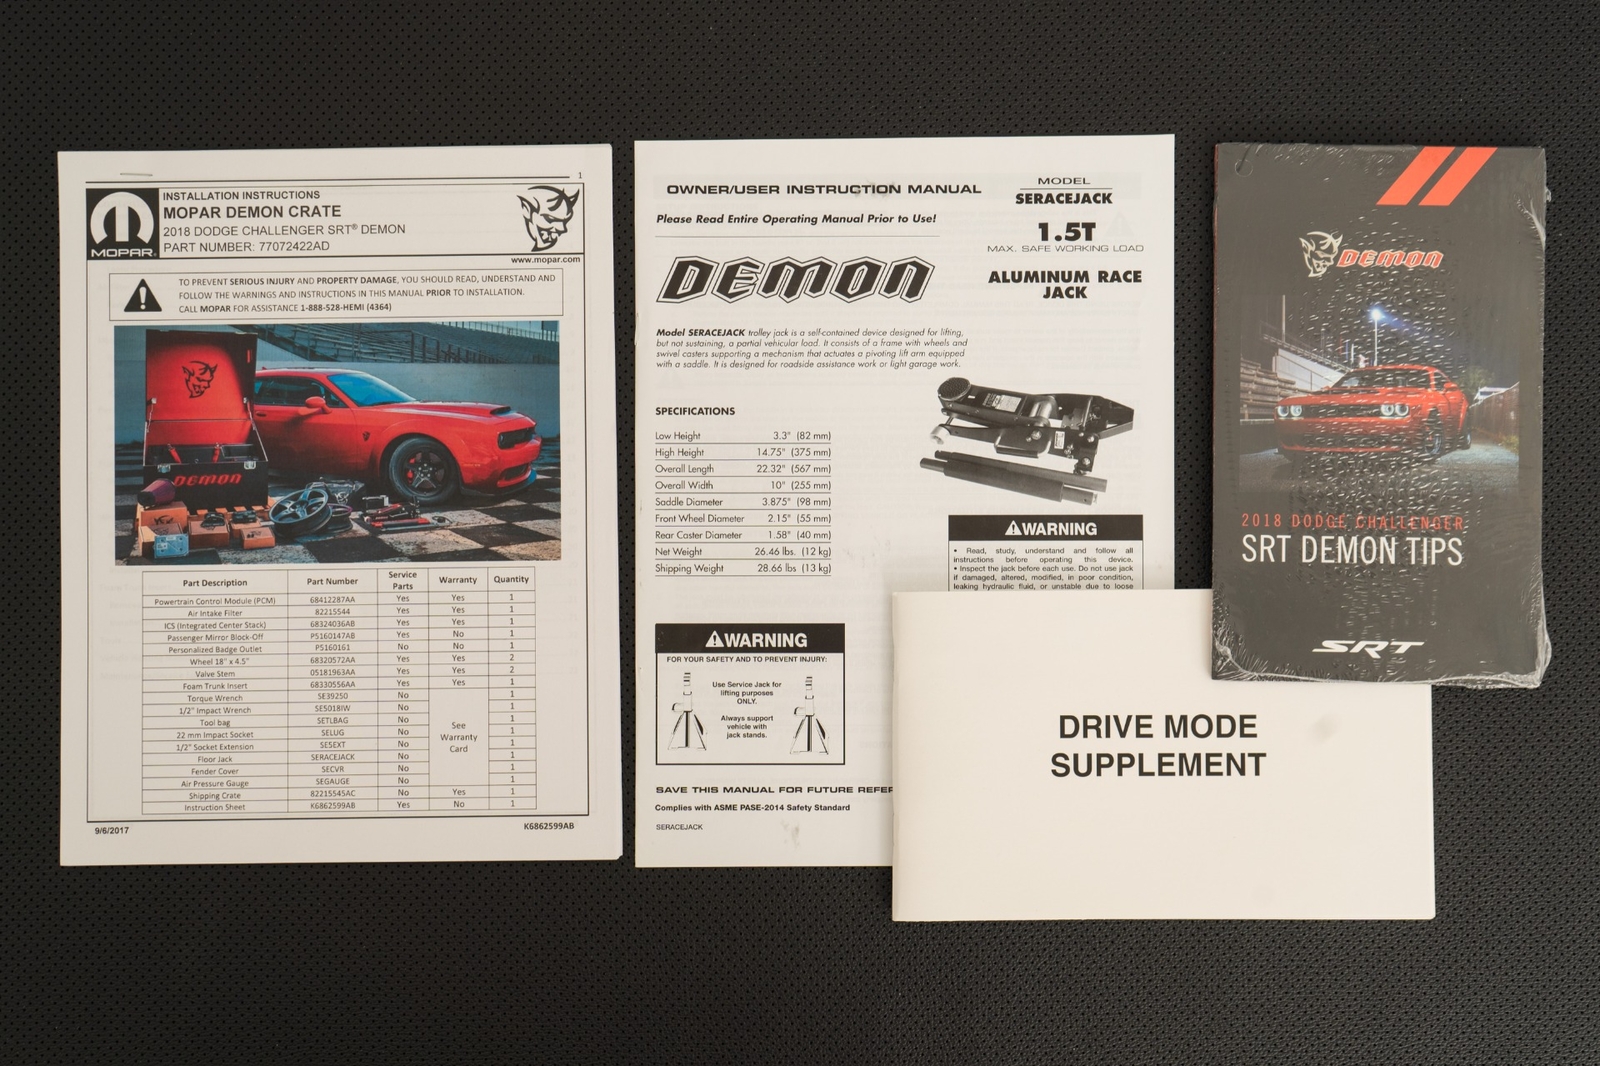 1
INSTALLATION INSTRUCTIONS
MOPAR DEMON CRATE
2018 DODGE CHALLENGER SRT® DEMON
PART NUMBER: 77072422AD
MOPAR
www.mopar.com
TO PREVENT SERIOUS INJURY AND PROPERTY DAMAGE, YOU SHOULD READ, UNDERSTAND AND
FOLLOW THE WARNINGS AND INSTRUCTIONS IN THIS MANUAL PRIOR TO INSTALLATION.
CALL MOPAR FOR ASSISTANCE 1-888-528-HEMI (4364)
DEMON
Part Description Part Number Service Parts Warranty Quantity
Powertrain Control Module (PCM) 68412287AA Yes Yes 1
Air Intake Filter 82215544 Yes Yes 1
ICS (Integrated Center Stack) 68324036AB Yes Yes 1
Passenger Mirror Block-Off P5160147AB Yes No 1
Personalized Badge Outlet P5160161 No No 1
Wheel 18" x 4.5" 68320572AA Yes Yes 2
Valve Stem 05181963AA Yes Yes 2
Foam Trunk Insert 68330556AA Yes Yes 1
Torque Wrench SE39250 No See Warranty Card 1
1/2" Impact Wrench SE5018IW No 1
Tool bag SETLBAG No 1
22 mm Impact Socket SELUG No 1
1/2" Socket Extension SE5EXT No 1
Floor Jack SERACEJACK No 1
Fender Cover SECVR No 1
Air Pressure Gauge SEGAUGE No 1
Shipping Crate 82215545AC No Yes 1
Instruction Sheet K6862599AB Yes No 1
9/6/2017 K6862599AB
OWNER/USER INSTRUCTION MANUAL
Please Read Entire Operating Manual Prior to Use!
DEMON
MODEL
SERACEJACK
1.5T
MAX. SAFE WORKING LOAD
ALUMINUM RACE
JACK
Model SERACEJACK trolley jack is a self-contained device designed for lifting,
but not sustaining, a partial vehicular load. It consists of a frame with wheels and
swivel casters supporting a mechanism that actuates a pivoting lift arm equipped
with a saddle. It is designed for roadside assistance work or light garage work.
SPECIFICATIONS
Low Height 3.3" (82 mm)
High Height 14.75" (375 mm)
Overall Length 22.32" (567 mm)
Overall Width 10" (255 mm)
Saddle Diameter 3.875" (98 mm)
Front Wheel Diameter 2.15" (55 mm)
Rear Caster Diameter 1.58" (40 mm)
Net Weight 26.46 lbs. (12 kg)
Shipping Weight 28.66 lbs (13 kg)
WARNING
• Read, study, understand and follow all
instructions before operating this device.
• Inspect the jack before each use. Do not use jack
if damaged, altered, modified, in poor condition,
leaking hydraulic fluid, or unstable due to loose
WARNING
FOR YOUR SAFETY AND TO PREVENT INJURY:
Use Service Jack for
lifting purposes
ONLY.
Always support
vehicle with
jack stands.
SAVE THIS MANUAL FOR FUTURE REFER
Complies with ASME PASE-2014 Safety Standard
SERACEJACK
DRIVE MODE
SUPPLEMENT
DEMON
2018 DODGE CHALLENGER
SRT DEMON TIPS
SRT